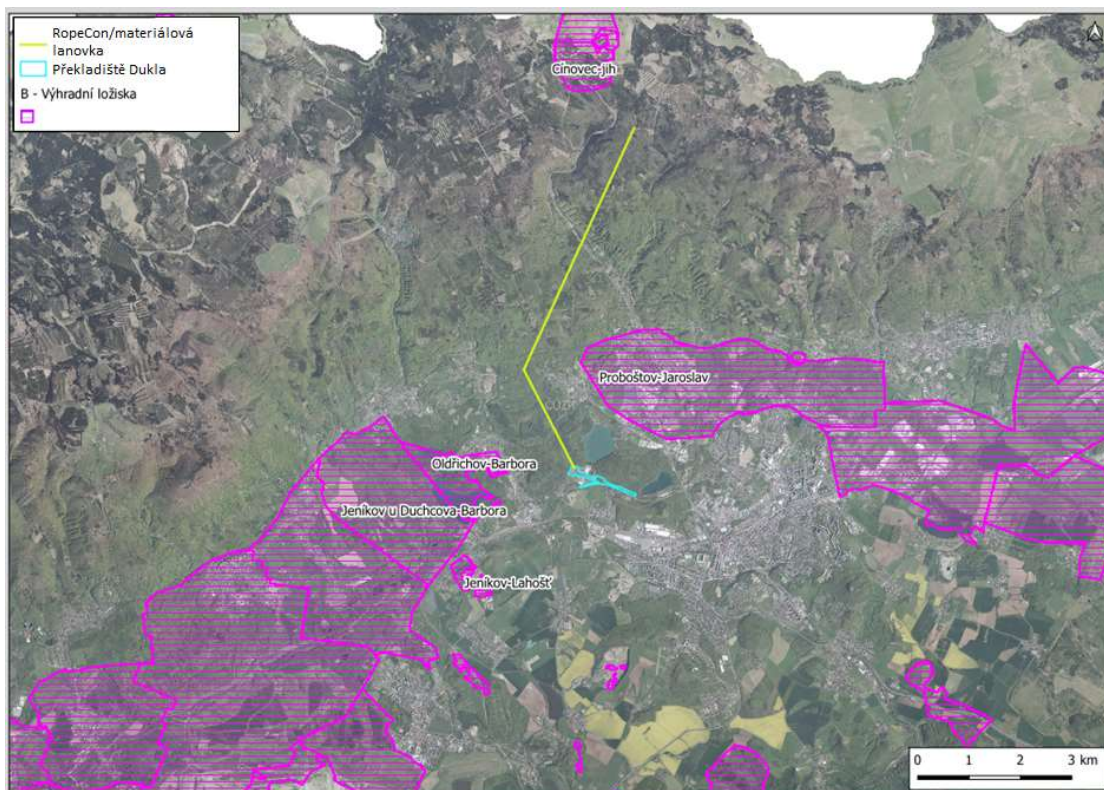 RopeCon/materiálová
lanovka
Překladiště Dukla
B - Výhradní ložiska
Cínovec-jih
Proboštov-Jaroslav
Oldřichov-Barbora
Jeníkov u Duchcova-Barbora
Jeníkov-Lahošť
0 1 2 3 km